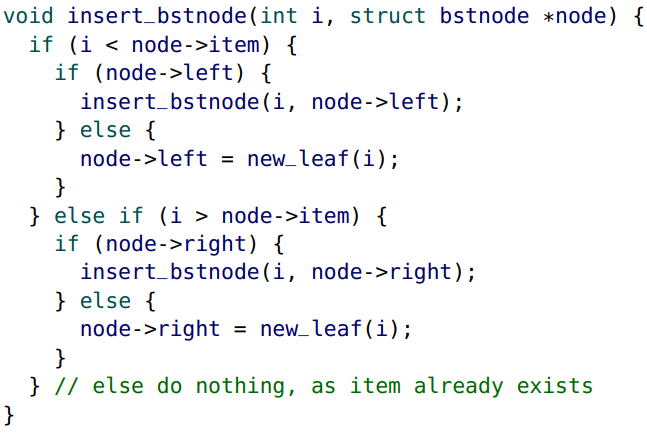 void insert_bstnode(int i, struct bstnode *node) {
  if (i < node->item) {
    if (node->left) {
      insert_bstnode(i, node->left);
    } else {
      node->left = new_leaf(i);
    }
  } else if (i > node->item) {
    if (node->right) {
      insert_bstnode(i, node->right);
    } else {
      node->right = new_leaf(i);
    }
  } // else do nothing, as item already exists
}